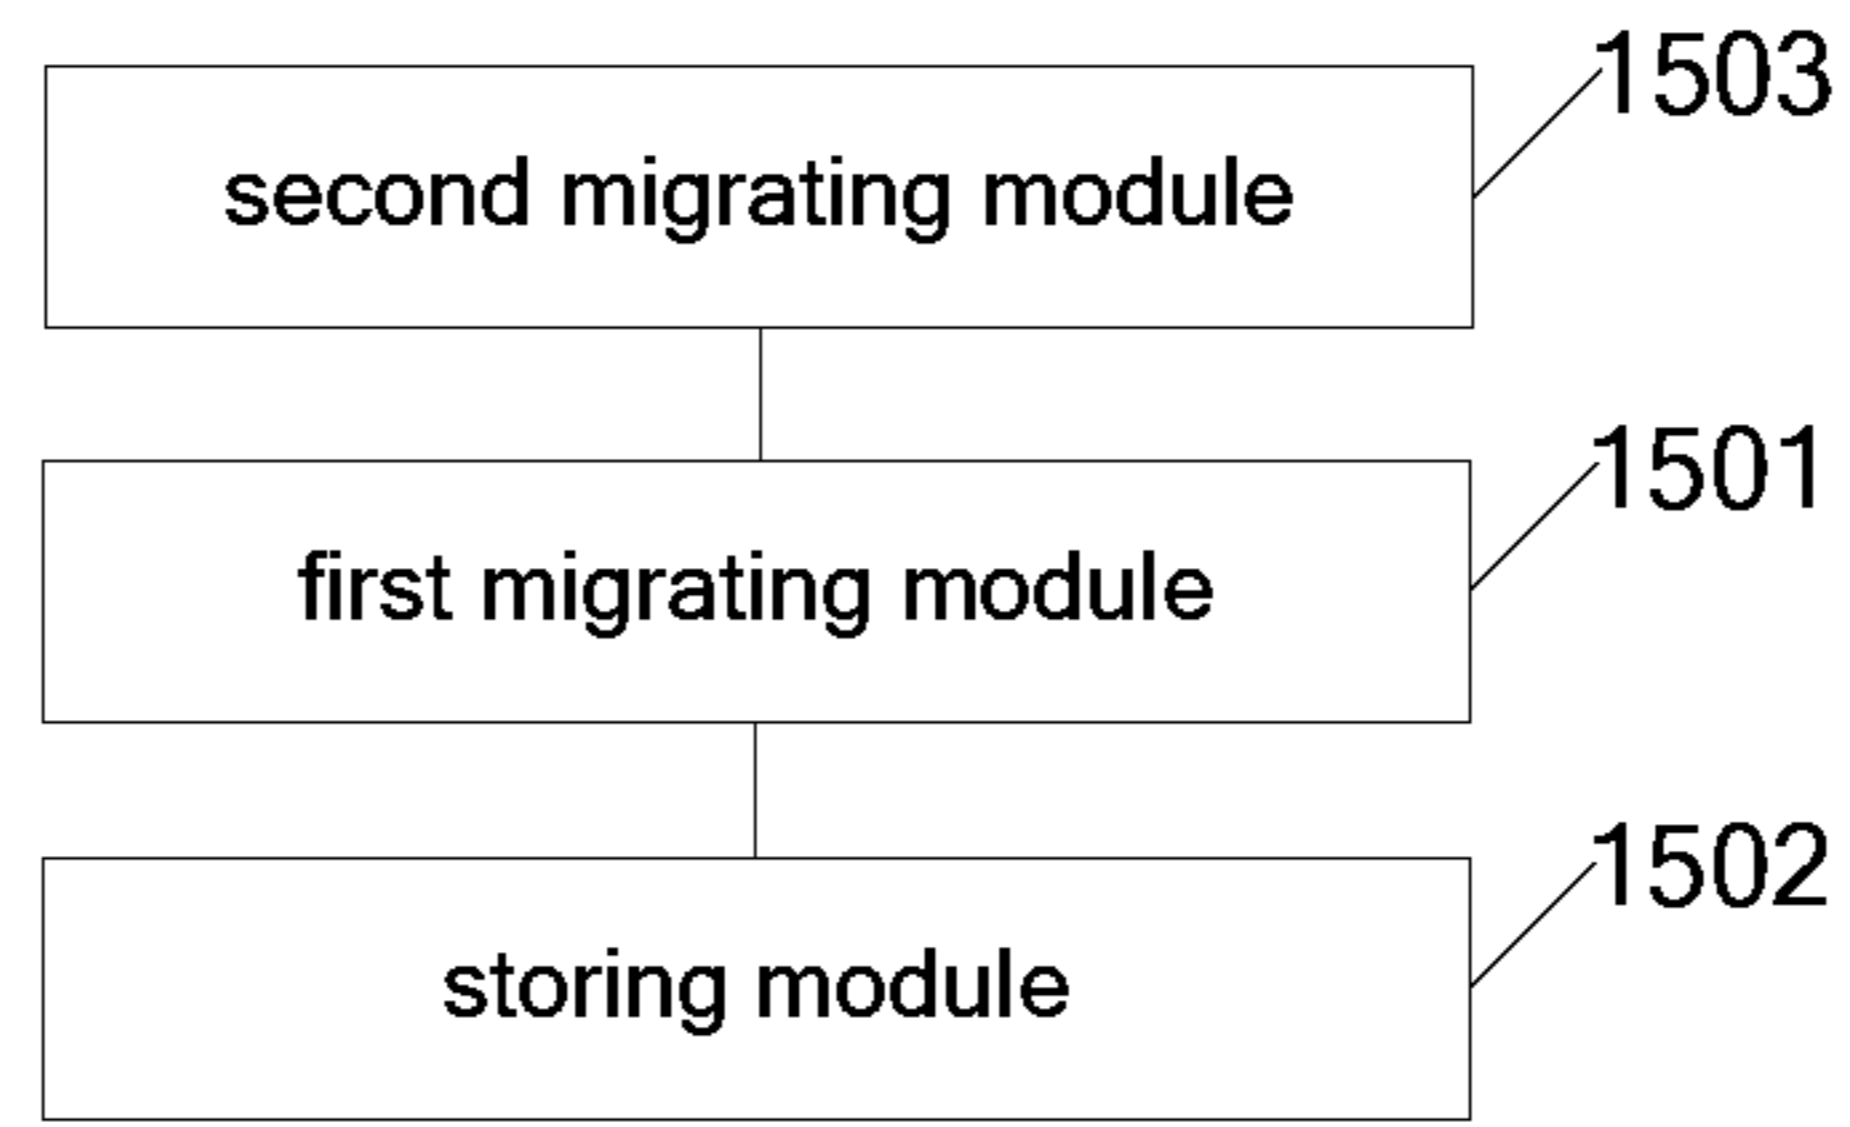 1503
second migrating module
1501
first migrating module
1502
storing module